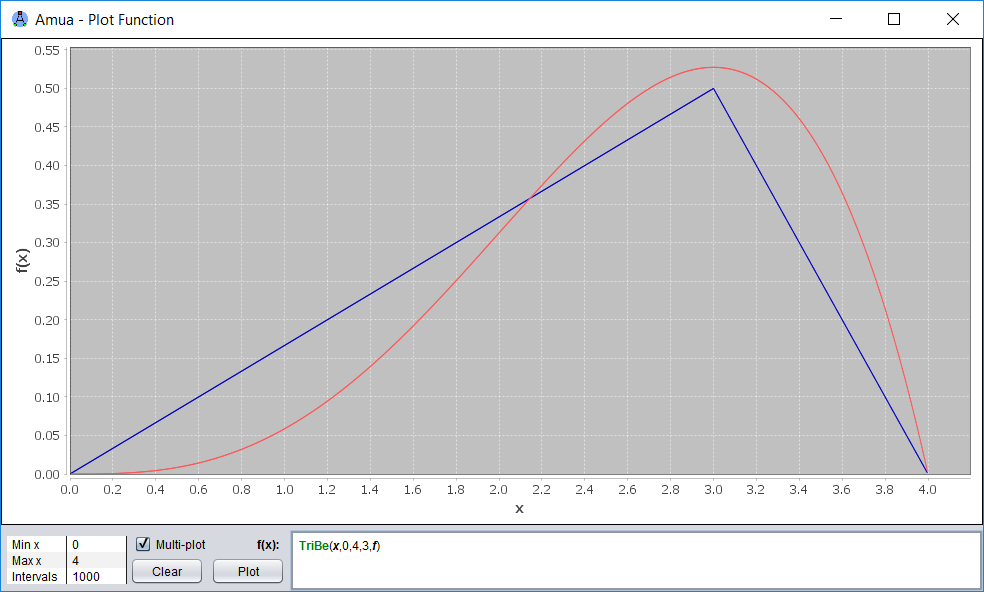 Amua - Plot Function
0.55
0.50
0.45
0.40
0.35
0.30
0.25
0.20
0.15
0.10
0.05
0.00
f(x)
0.0 0.2 0.4 0.6 0.8 1.0 1.2 1.4 1.6 1.8 2.0 2.2 2.4 2.6 2.8 3.0 3.2 3.4 3.6 3.8 4.0
x
Min x 0
Max x 4
Intervals 1000
Multi-plot f(x):
Clear Plot
TriBe(x,0,4,3,f)